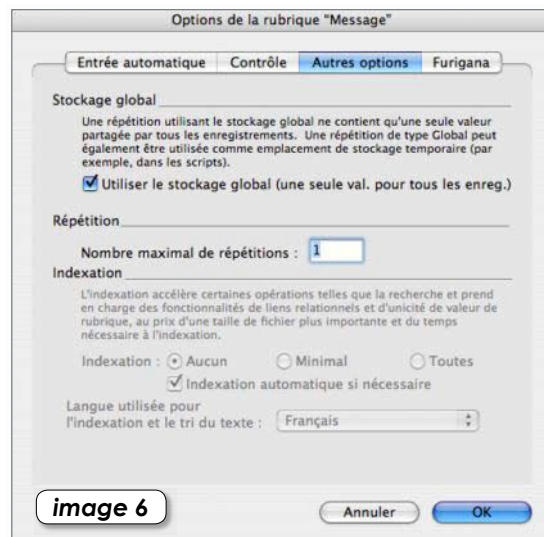 Options de la rubrique "Message"
Entrée automatique Contrôle Autres options Furigana
Stockage global
Une répétition utilisant le stockage global ne contient qu'une seule valeur
partagée par tous les enregistrements. Une répétition de type Global peut
également être utilisée comme emplacement de stockage temporaire (par
exemple, dans les scripts).
Utiliser le stockage global (une seule val. pour tous les enreg.)
Répétition
Nombre maximal de répétitions : 1
Indexation
L'indexation accélère certaines opérations telles que la recherche et prend
en charge des fonctionnalités de liens relationnels et d'unicité de valeur de
rubrique, au prix d'une taille de fichier plus importante et du temps
nécessaire à l'indexation.
Indexation : Aucun Minimal Toutes
Indexation automatique si nécessaire
Langue utilisée pour
l'indexation et le tri du texte : Français
image 6
Annuler OK